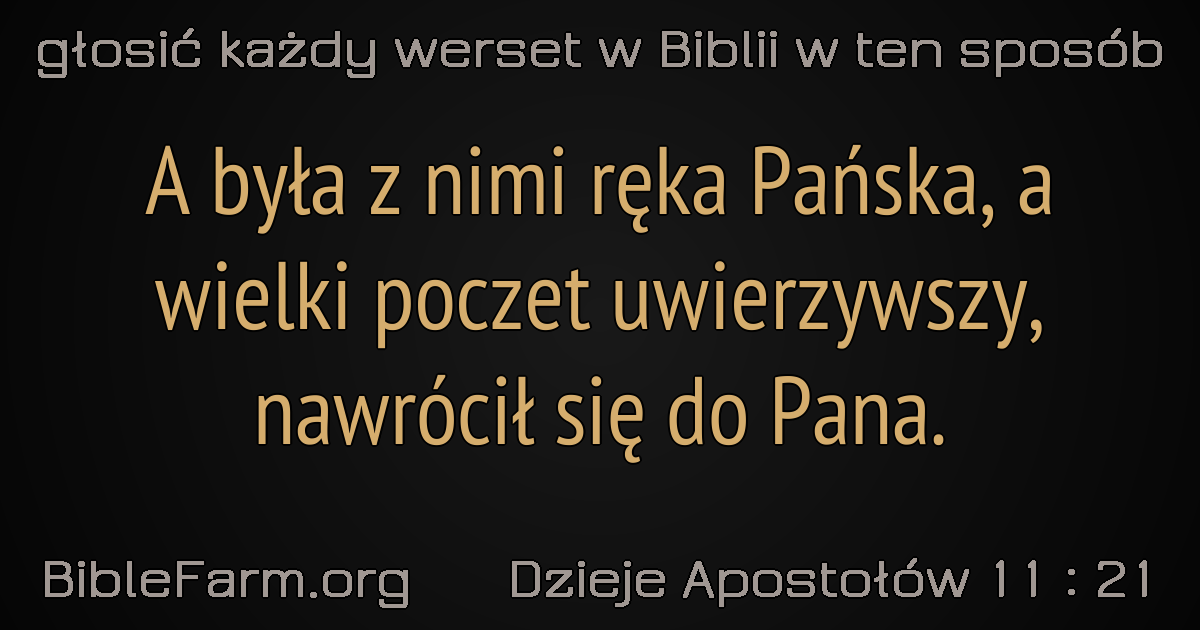 głosić każdy werset w Biblii w ten sposób
A była z nimi ręka Pańska, a
wielki poczet uwierzywszy,
nawrócił się do Pana.
BibleFarm.org
Dzieje Apostołów 11 : 21